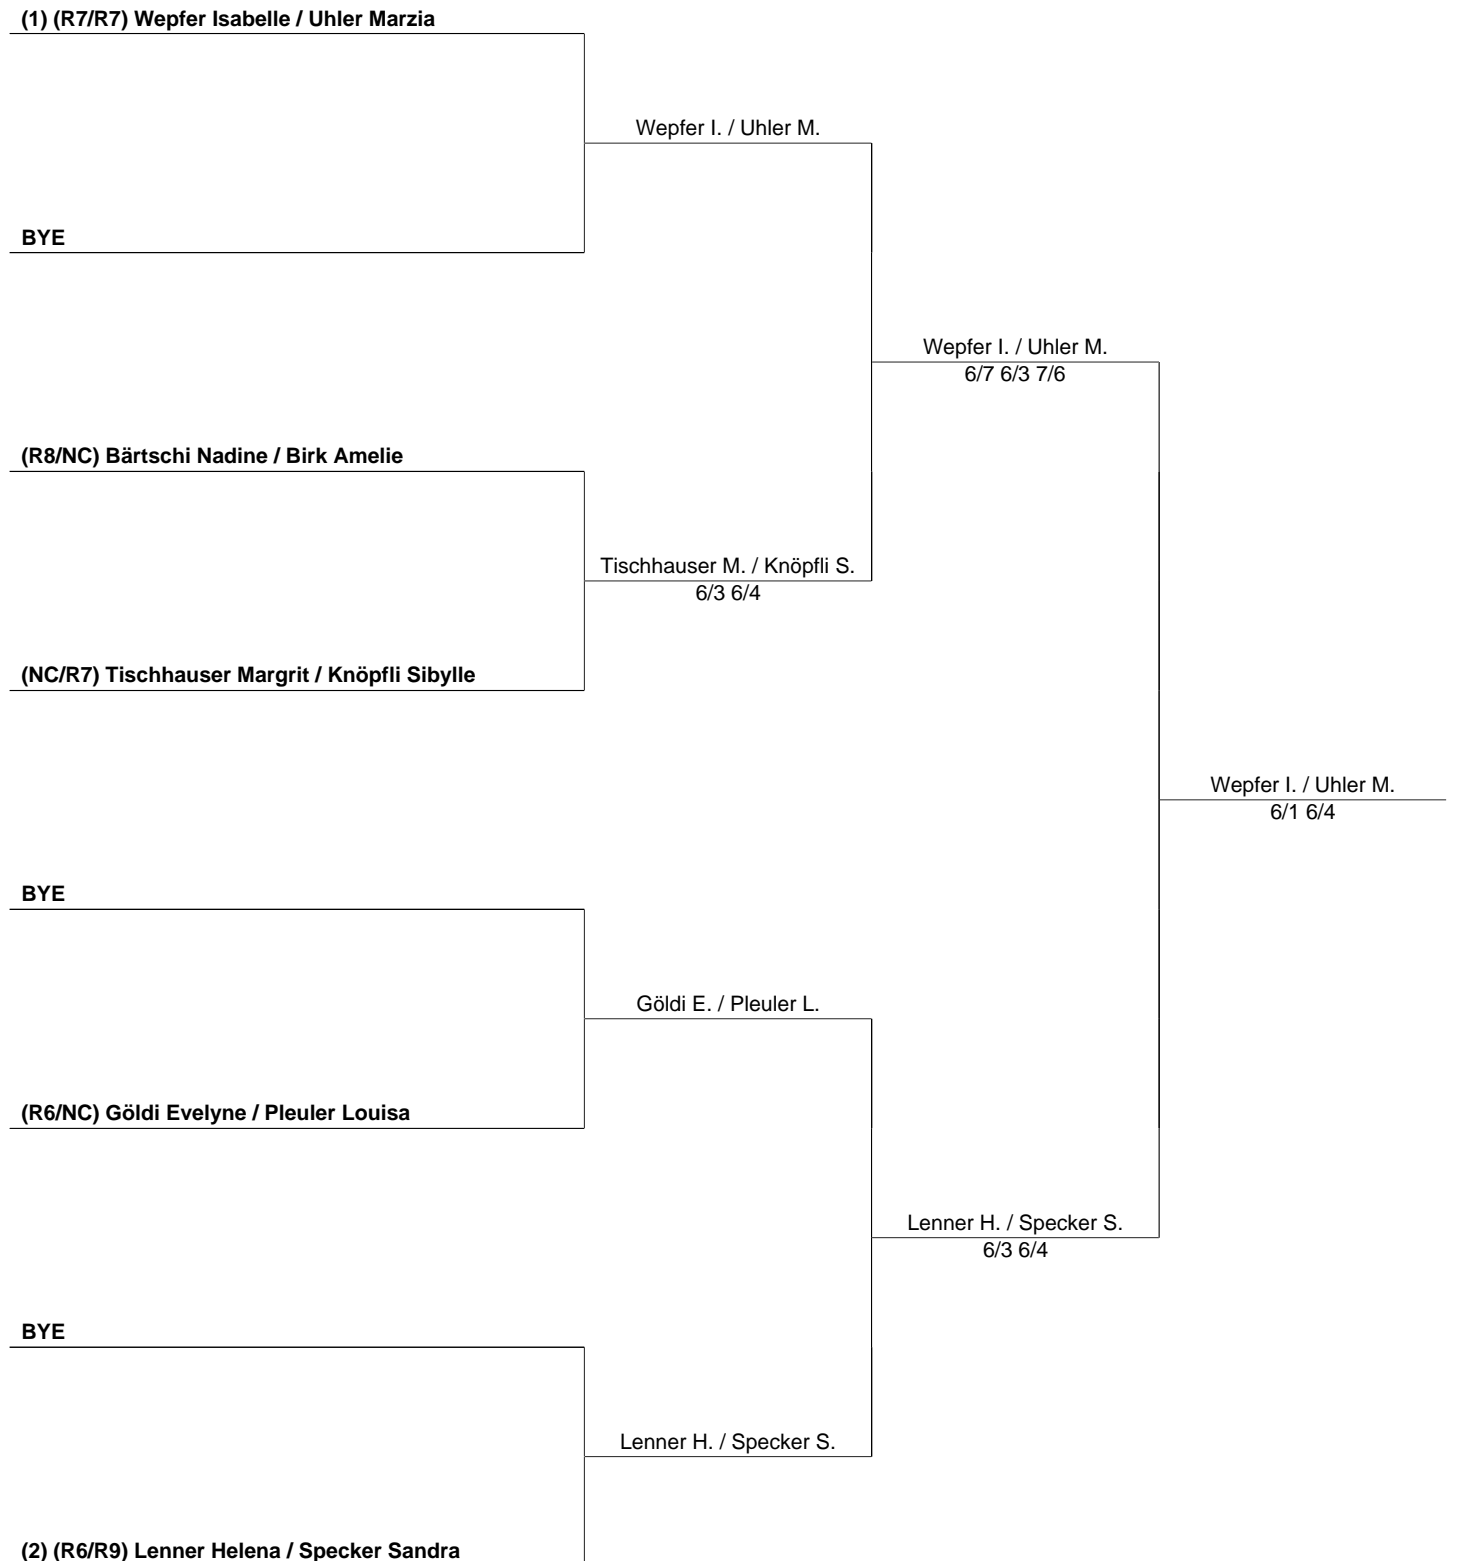 (1) (R7/R7) Wepfer Isabelle / Uhler Marzia
Wepfer I. / Uhler M.
BYE
Wepfer I. / Uhler M.
6/7 6/3 7/6
(R8/NC) Bärtschi Nadine / Birk Amelie
Tischhauser M. / Knöpfli S.
6/3 6/4
(NC/R7) Tischhauser Margrit / Knöpfli Sibylle
Wepfer I. / Uhler M.
6/1 6/4
BYE
Göldi E. / Pleuler L.
(R6/NC) Göldi Evelyne / Pleuler Louisa
Lenner H. / Specker S.
6/3 6/4
BYE
Lenner H. / Specker S.
(2) (R6/R9) Lenner Helena / Specker Sandra